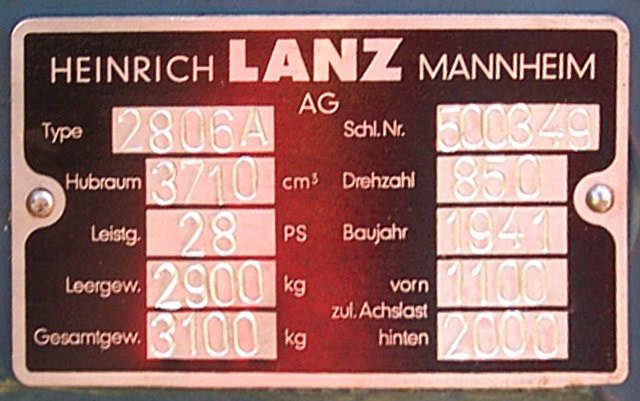 HEINRICH LANZ MANNHEIM
AG
Type 2806A Schl.Nr. 500349
Hubraum 3710 cm³ Drehzahl 850
Leistg. 28 PS Baujahr 1941
Leergew. 2900 kg vorn 1100
zul. Achslast
Gesamtgew. 3100 kg hinten 2000